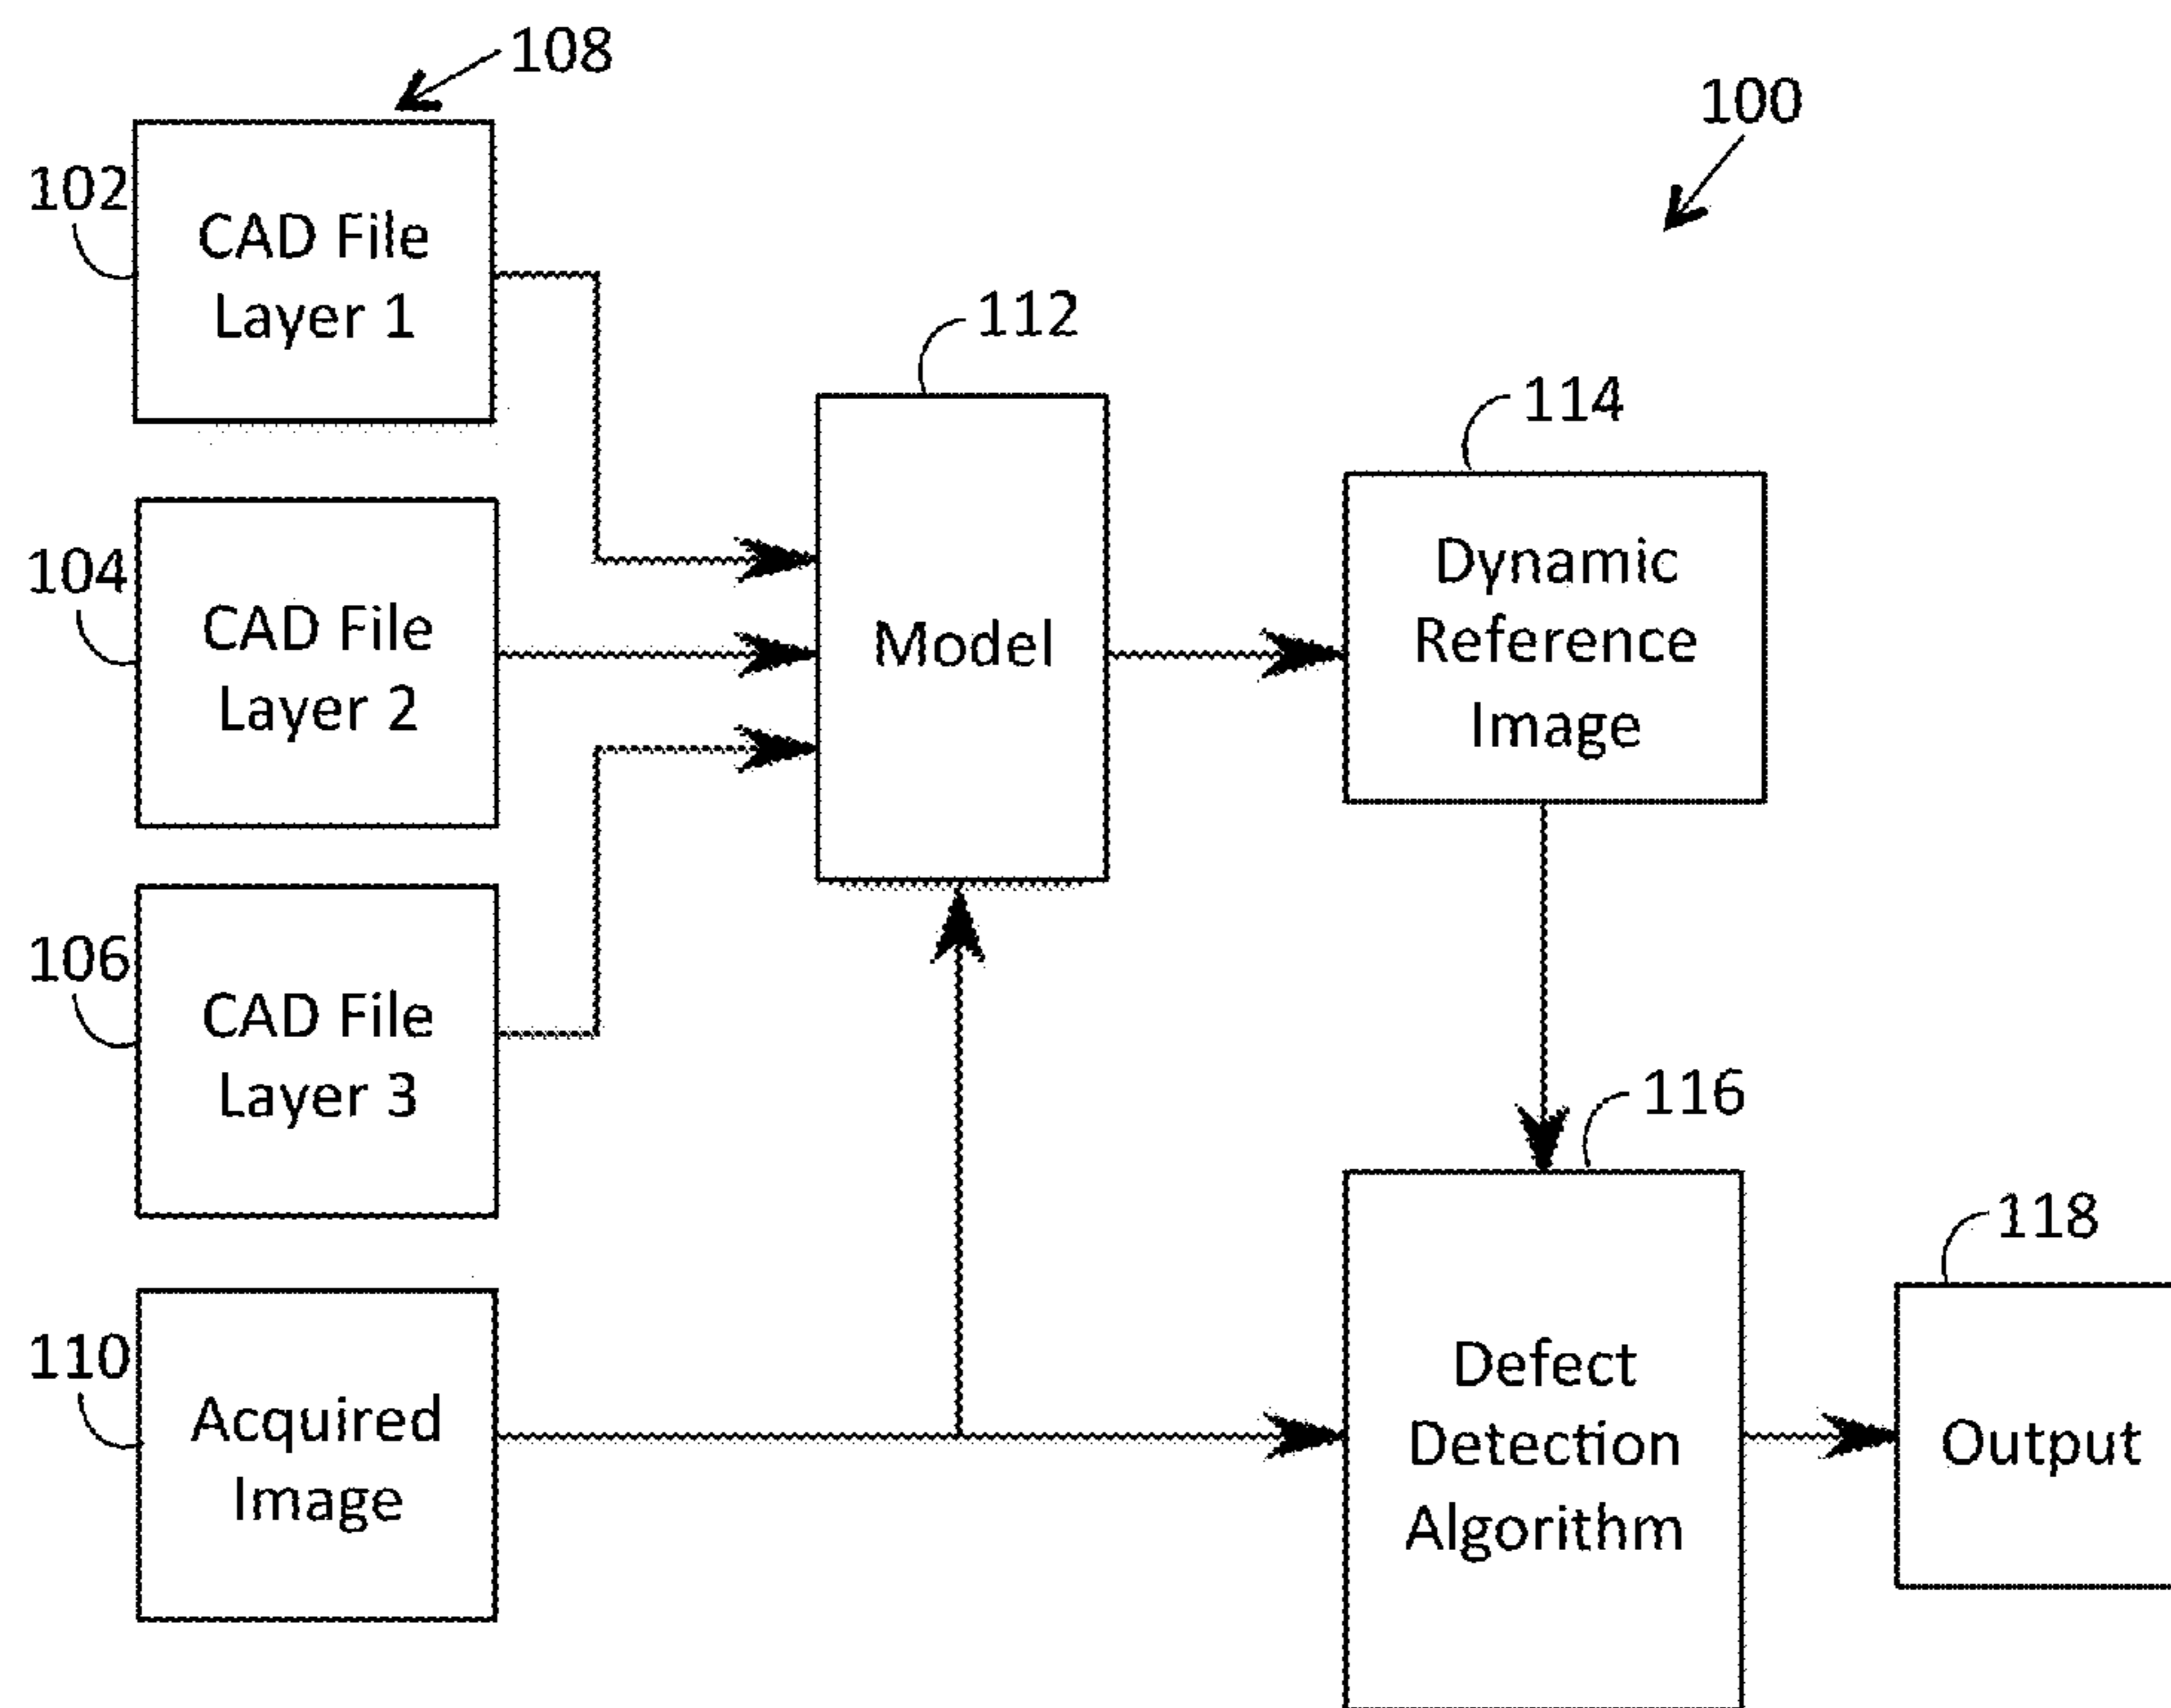 108
100
102
CAD File
Layer 1
112
114
104
CAD File
Layer 2
Model
Dynamic
Reference
Image
106
CAD File
Layer 3
116
118
110
Acquired
Image
Defect
Detection
Algorithm
Output